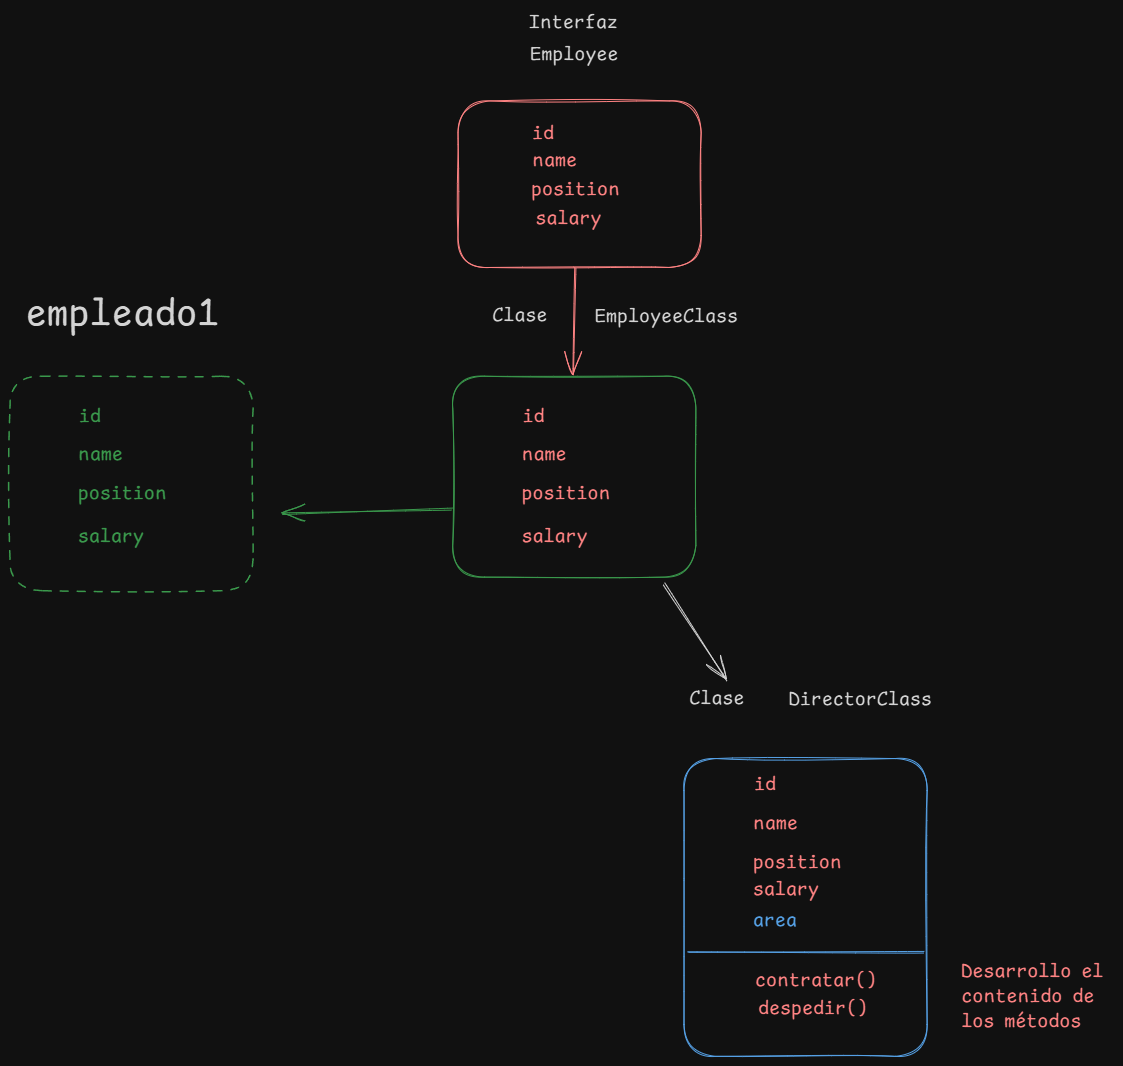 Interfaz
Employee
id
name
position
salary
Clase EmployeeClass
empleado1
id
name
position
salary
id
name
position
salary
Clase DirectorClass
id
name
position
salary
area
contratar()
despedir()
Desarrollo el
contenido de
los métodos